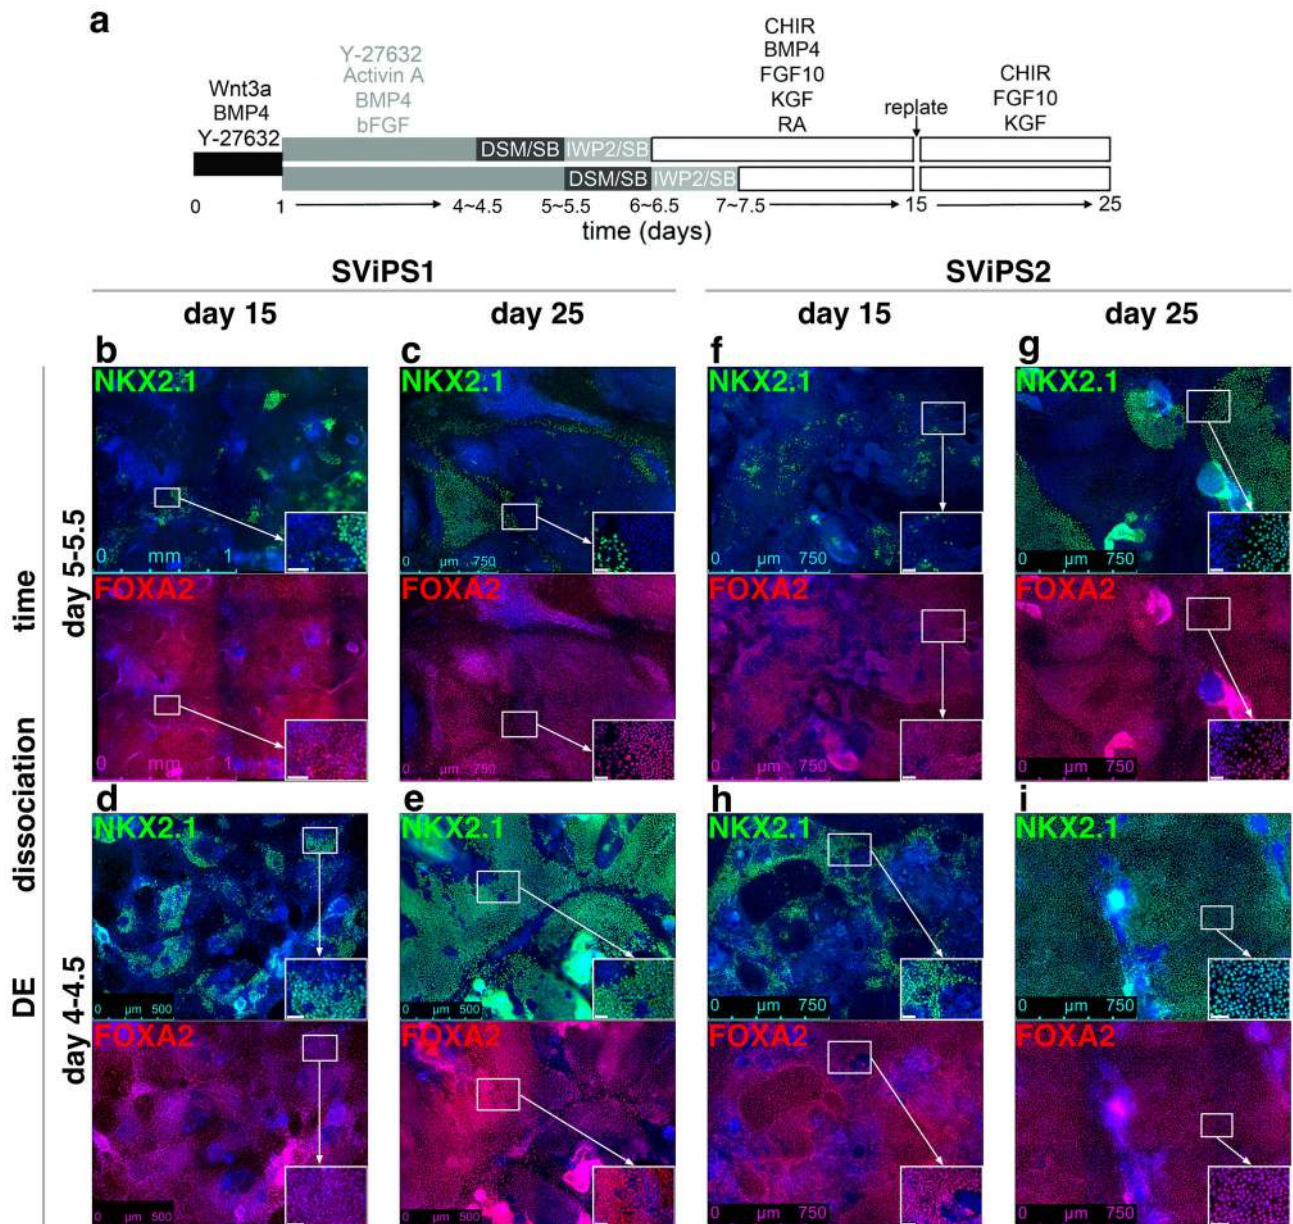 a
Wnt3a
BMP4
Y-27632
Y-27632
Activin A
BMP4
bFGF
CHIR
BMP4
FGF10
KGF
RA
replate
CHIR
FGF10
KGF
DSM/SB IWP2/SB
DSM/SB IWP2/SB
0 1 4~4.5 5~5.5 6~6.5 7~7.5 15 25
time (days)
SViPS1 SViPS2
day 15 day 25 day 15 day 25
b c f g
NKX2.1 NKX2.1 NKX2.1 NKX2.1
0 mm 1 0 µm 750 0 µm 750 0 µm 750
FOXA2 FOXA2 FOXA2 FOXA2
0 mm 1 0 µm 750 0 µm 750 0 µm 750
d e h i
NKX2.1 NKX2.1 NKX2.1 NKX2.1
0 µm 500 0 µm 500 0 µm 750 0 µm 750
FOXA2 FOXA2 FOXA2 FOXA2
0 µm 500 0 µm 500 0 µm 750 0 µm 750
DE dissociation time
day 5-5.5
day 4-4.5